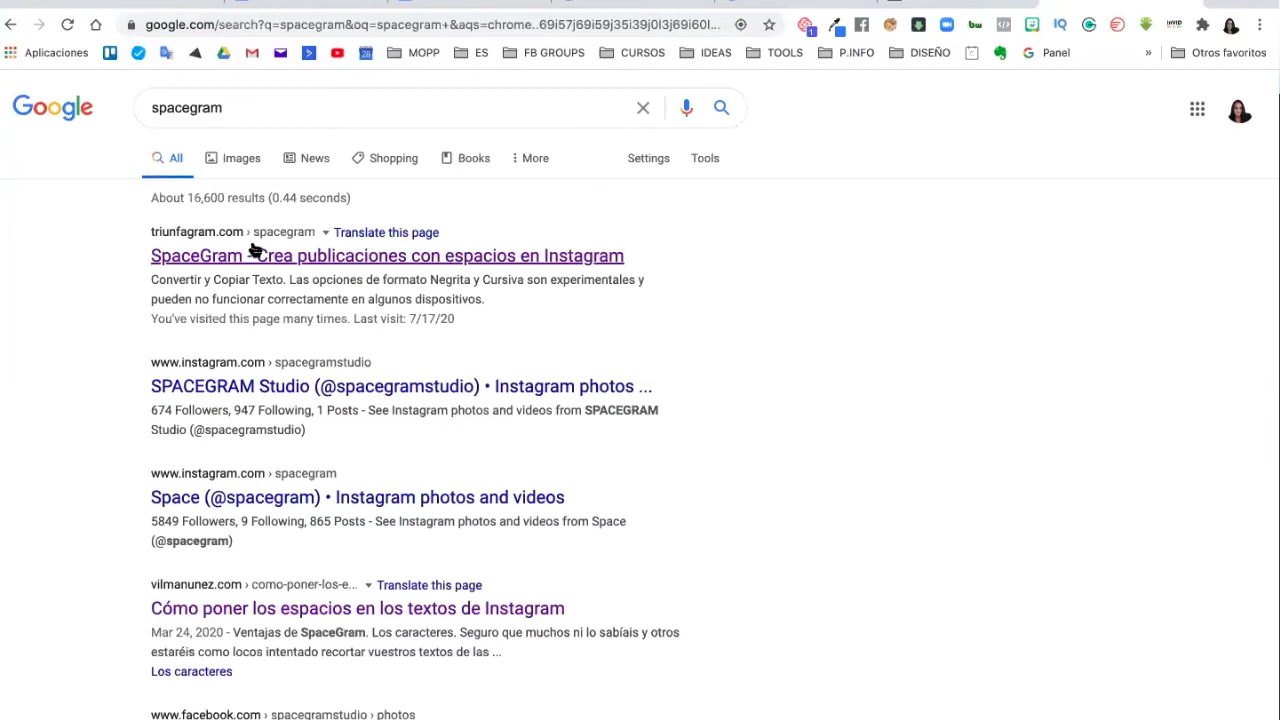 google.com/search?q=spacegram&oq=spacegram+&aqs=chrome..69i57j69i59j35i39j0l3j69i60l...
Aplicaciones MOPP ES FB GROUPS CURSOS IDEAS TOOLS P.INFO DISEÑO Panel » Otros favoritos
Google
spacegram
All Images News Shopping Books More Settings Tools
About 16,600 results (0.44 seconds)
triunfagram.com › spacegram Translate this page
SpaceGram - Crea publicaciones con espacios en Instagram
Convertir y Copiar Texto. Las opciones de formato Negrita y Cursiva son experimentales y
pueden no funcionar correctamente en algunos dispositivos.
You've visited this page many times. Last visit: 7/17/20
www.instagram.com › spacegramstudio
SPACEGRAM Studio (@spacegramstudio) • Instagram photos ...
674 Followers, 947 Following, 1 Posts - See Instagram photos and videos from SPACEGRAM
Studio (@spacegramstudio)
www.instagram.com › spacegram
Space (@spacegram) • Instagram photos and videos
5849 Followers, 9 Following, 865 Posts - See Instagram photos and videos from Space
(@spacegram)
vilmanunez.com › como-poner-los-e... Translate this page
Cómo poner los espacios en los textos de Instagram
Mar 24, 2020 - Ventajas de SpaceGram. Los caracteres. Seguro que muchos ni lo sabíais y otros
estaréis como locos intentado recortar vuestros textos de las ...
Los caracteres
www.facebook.com › spacegramstudio › photos